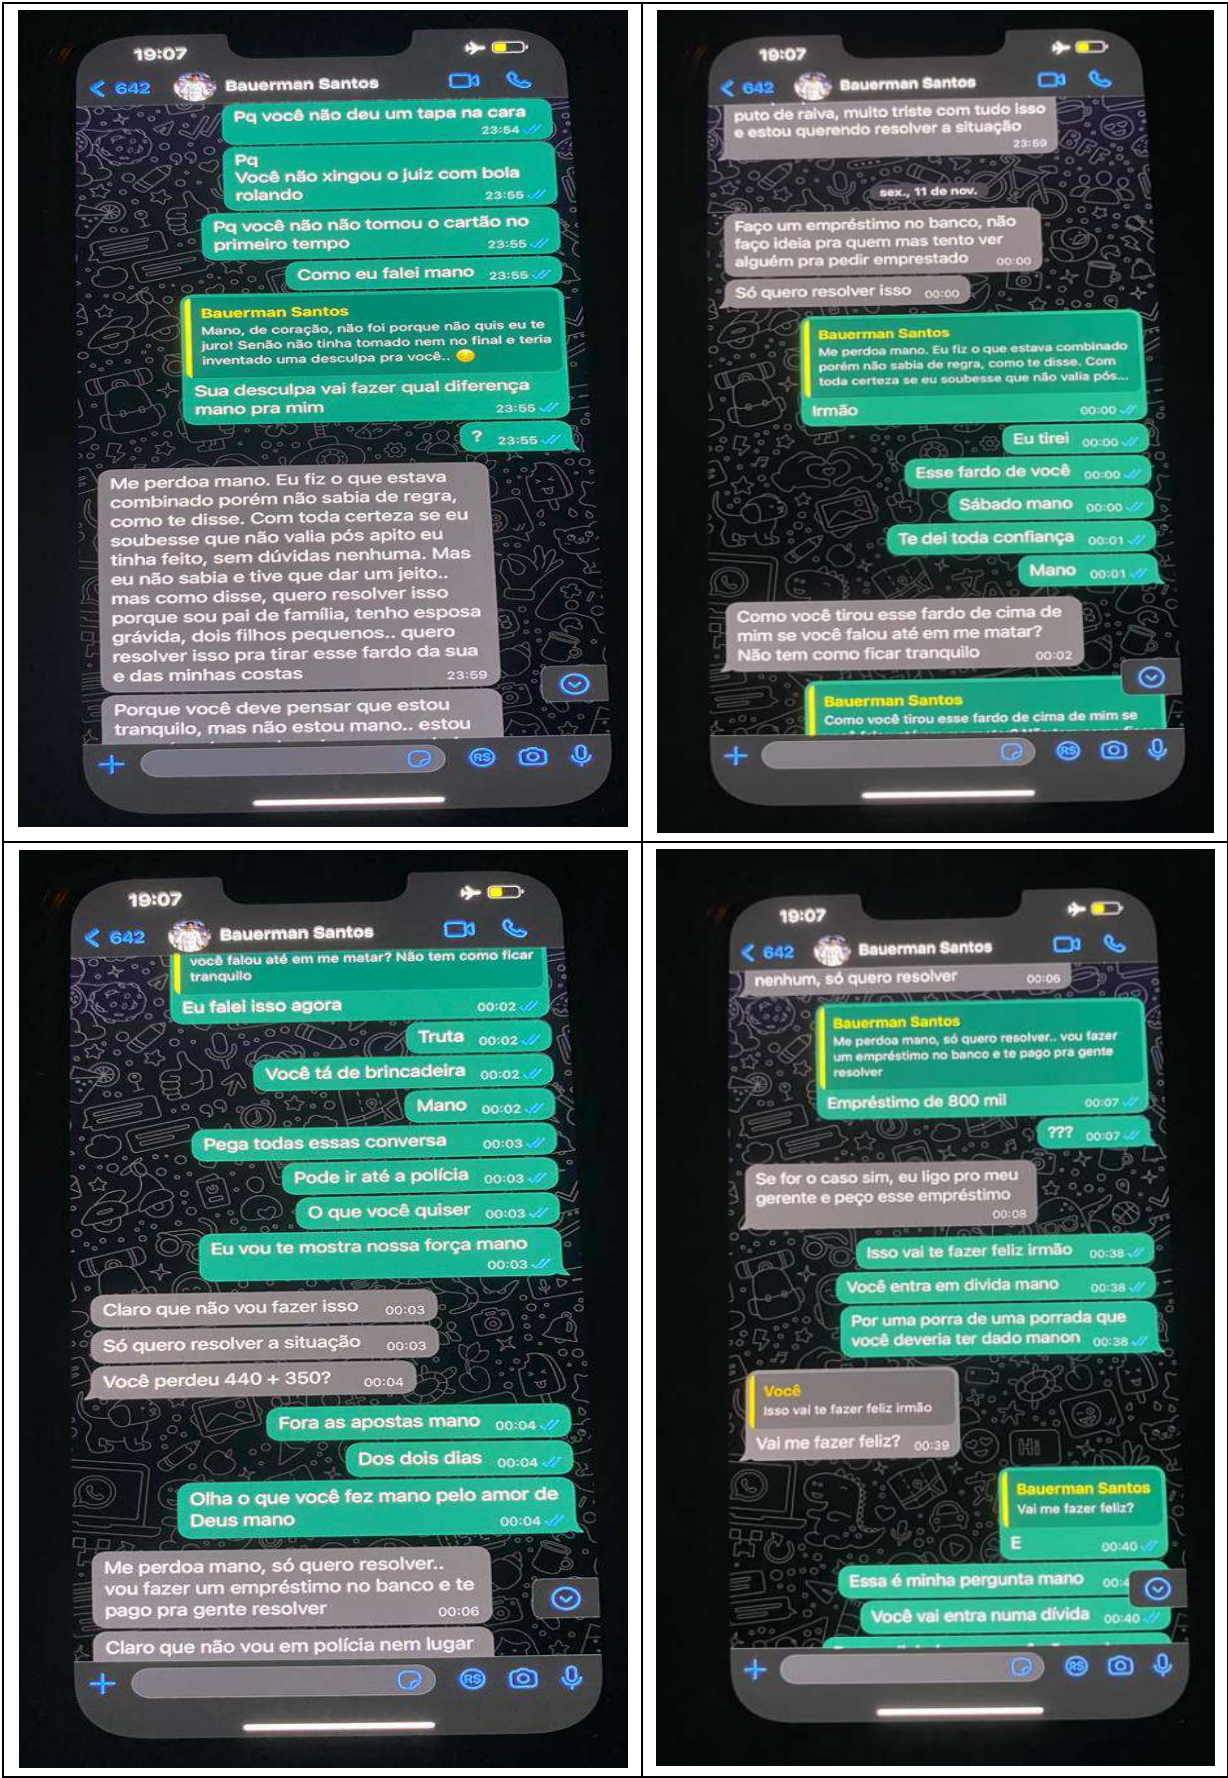 19:07
642
Bauerman Santos
Pq você não deu um tapa na cara
23:54
Pq
Você não xingou o juiz com bola
rolando
23:55
Pq você não não tomou o cartão no
primeiro tempo
23:55
Como eu falei mano
23:55
Bauerman Santos
Mano, de coração, não foi porque não quis eu te
juro! Senão não tinha tomado nem no final e teria
inventado uma desculpa pra você..
Sua desculpa vai fazer qual diferença
mano pra mim
23:55
?
23:55
Me perdoa mano. Eu fiz o que estava
combinado porém não sabia de regra,
como te disse. Com toda certeza se eu
soubesse que não valia pós apito eu
tinha feito, sem dúvidas nenhuma. Mas
eu não sabia e tive que dar um jeito..
mas como disse, quero resolver isso
porque sou pai de família, tenho esposa
grávida, dois filhos pequenos.. quero
resolver isso pra tirar esse fardo da sua
e das minhas costas
23:59
Porque você deve pensar que estou
tranquilo, mas não estou mano.. estou
R$
19:07
642
Bauerman Santos
puto de raiva, muito triste com tudo isso
e estou querendo resolver a situação
23:59
sex., 11 de nov.
Faço um empréstimo no banco, não
faço ideia pra quem mas tento ver
alguém pra pedir emprestado
00:00
Só quero resolver isso
00:00
Bauerman Santos
Me perdoa mano. Eu fiz o que estava combinado
porém não sabia de regra, como te disse. Com
toda certeza se eu soubesse que não valia pós...
Irmão
00:00
Eu tirei
00:00
Esse fardo de você
00:00
Sábado mano
00:00
Te dei toda confiança
00:01
Mano
00:01
Como você tirou esse fardo de cima de
mim se você falou até em me matar?
Não tem como ficar tranquilo
00:02
Bauerman Santos
Como você tirou esse fardo de cima de mim se
R$
19:07
642
Bauerman Santos
você falou até em me matar? Não tem como ficar
tranquilo
Eu falei isso agora
00:02
Truta
00:02
Você tá de brincadeira
00:02
Mano
00:02
Pega todas essas conversa
00:03
Pode ir até a polícia
00:03
O que você quiser
00:03
Eu vou te mostra nossa força mano
00:03
Claro que não vou fazer isso
00:03
Só quero resolver a situação
00:03
Você perdeu 440 + 350?
00:04
Fora as apostas mano
00:04
Dos dois dias
00:04
Olha o que você fez mano pelo amor de
Deus mano
00:04
Me perdoa mano, só quero resolver..
vou fazer um empréstimo no banco e te
pago pra gente resolver
00:06
Claro que não vou em polícia nem lugar
R$
19:07
642
Bauerman Santos
nenhum, só quero resolver
00:06
Bauerman Santos
Me perdoa mano, só quero resolver.. vou fazer
um empréstimo no banco e te pago pra gente
resolver
Empréstimo de 800 mil
00:07
???
00:07
Se for o caso sim, eu ligo pro meu
gerente e peço esse empréstimo
00:08
Isso vai te fazer feliz irmão
00:38
Você entra em divida mano
00:38
Por uma porra de uma porrada que
você deveria ter dado manon
00:38
Você
Isso vai te fazer feliz irmão
Vai me fazer feliz?
00:39
Hi
Bauerman Santos
Vai me fazer feliz?
E
00:40
Essa é minha pergunta mano
Você vai entra numa dívida
00:40
R$